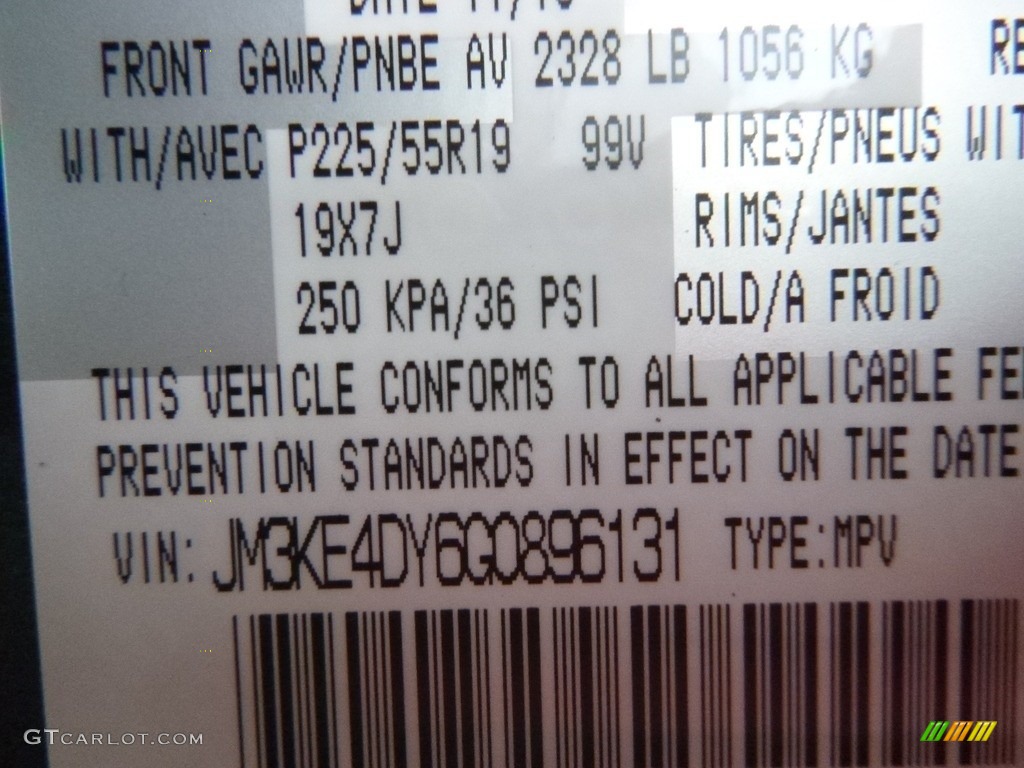 FRONT GAWR/PNBE AV 2328 LB 1056 KG
WITH/AVEC P225/55R19 99V TIRES/PNEUS WIT
19X7J RIMS/JANTES
250 KPA/36 PSI COLD/A FROID
THIS VEHICLE CONFORMS TO ALL APPLICABLE FE
PREVENTION STANDARDS IN EFFECT ON THE DATE
VIN: JM3KE4DY6G0896131 TYPE:MPV
GTCARLOT.COM